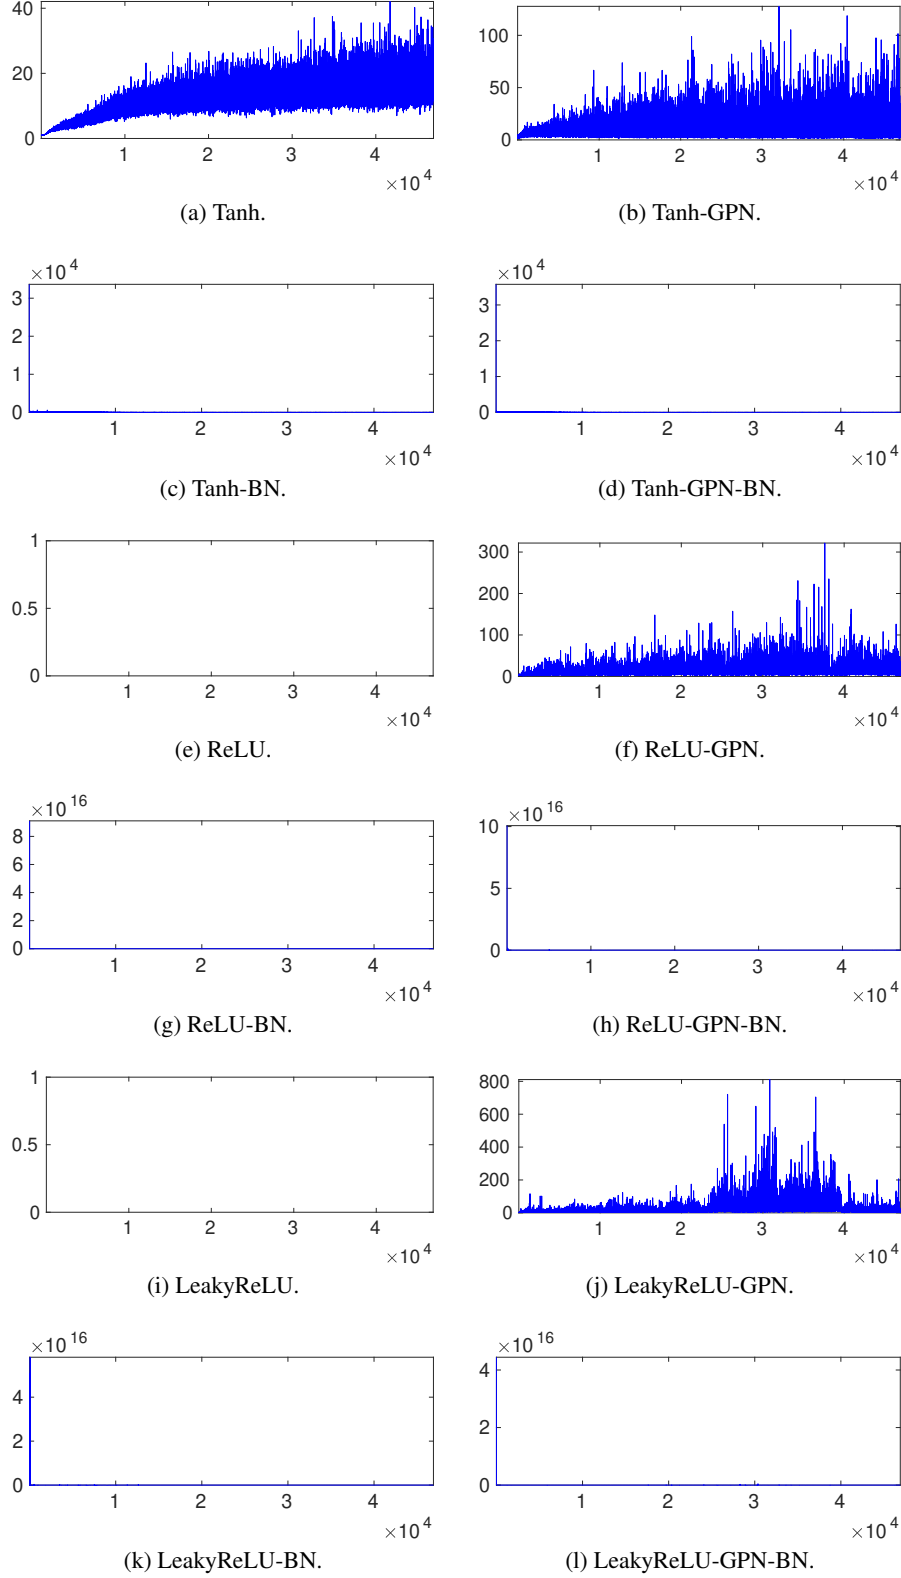 40
20
0
1 2 3 4
×10 4
(a) Tanh.
100
50
0
1 2 3 4
×10 4
(b) Tanh-GPN.
×10 4
3
2
1
0
1 2 3 4
×10 4
(c) Tanh-BN.
×10 4
3
2
1
0
1 2 3 4
×10 4
(d) Tanh-GPN-BN.
1
0.5
0
1 2 3 4
×10 4
(e) ReLU.
300
200
100
0
1 2 3 4
×10 4
(f) ReLU-GPN.
×10 16
8
6
4
2
0
1 2 3 4
×10 4
(g) ReLU-BN.
×10 16
10
5
0
1 2 3 4
×10 4
(h) ReLU-GPN-BN.
1
0.5
0
1 2 3 4
×10 4
(i) LeakyReLU.
800
600
400
200
0
1 2 3 4
×10 4
(j) LeakyReLU-GPN.
×10 16
4
2
0
1 2 3 4
×10 4
(k) LeakyReLU-BN.
×10 16
4
2
0
1 2 3 4
×10 4
(l) LeakyReLU-GPN-BN.